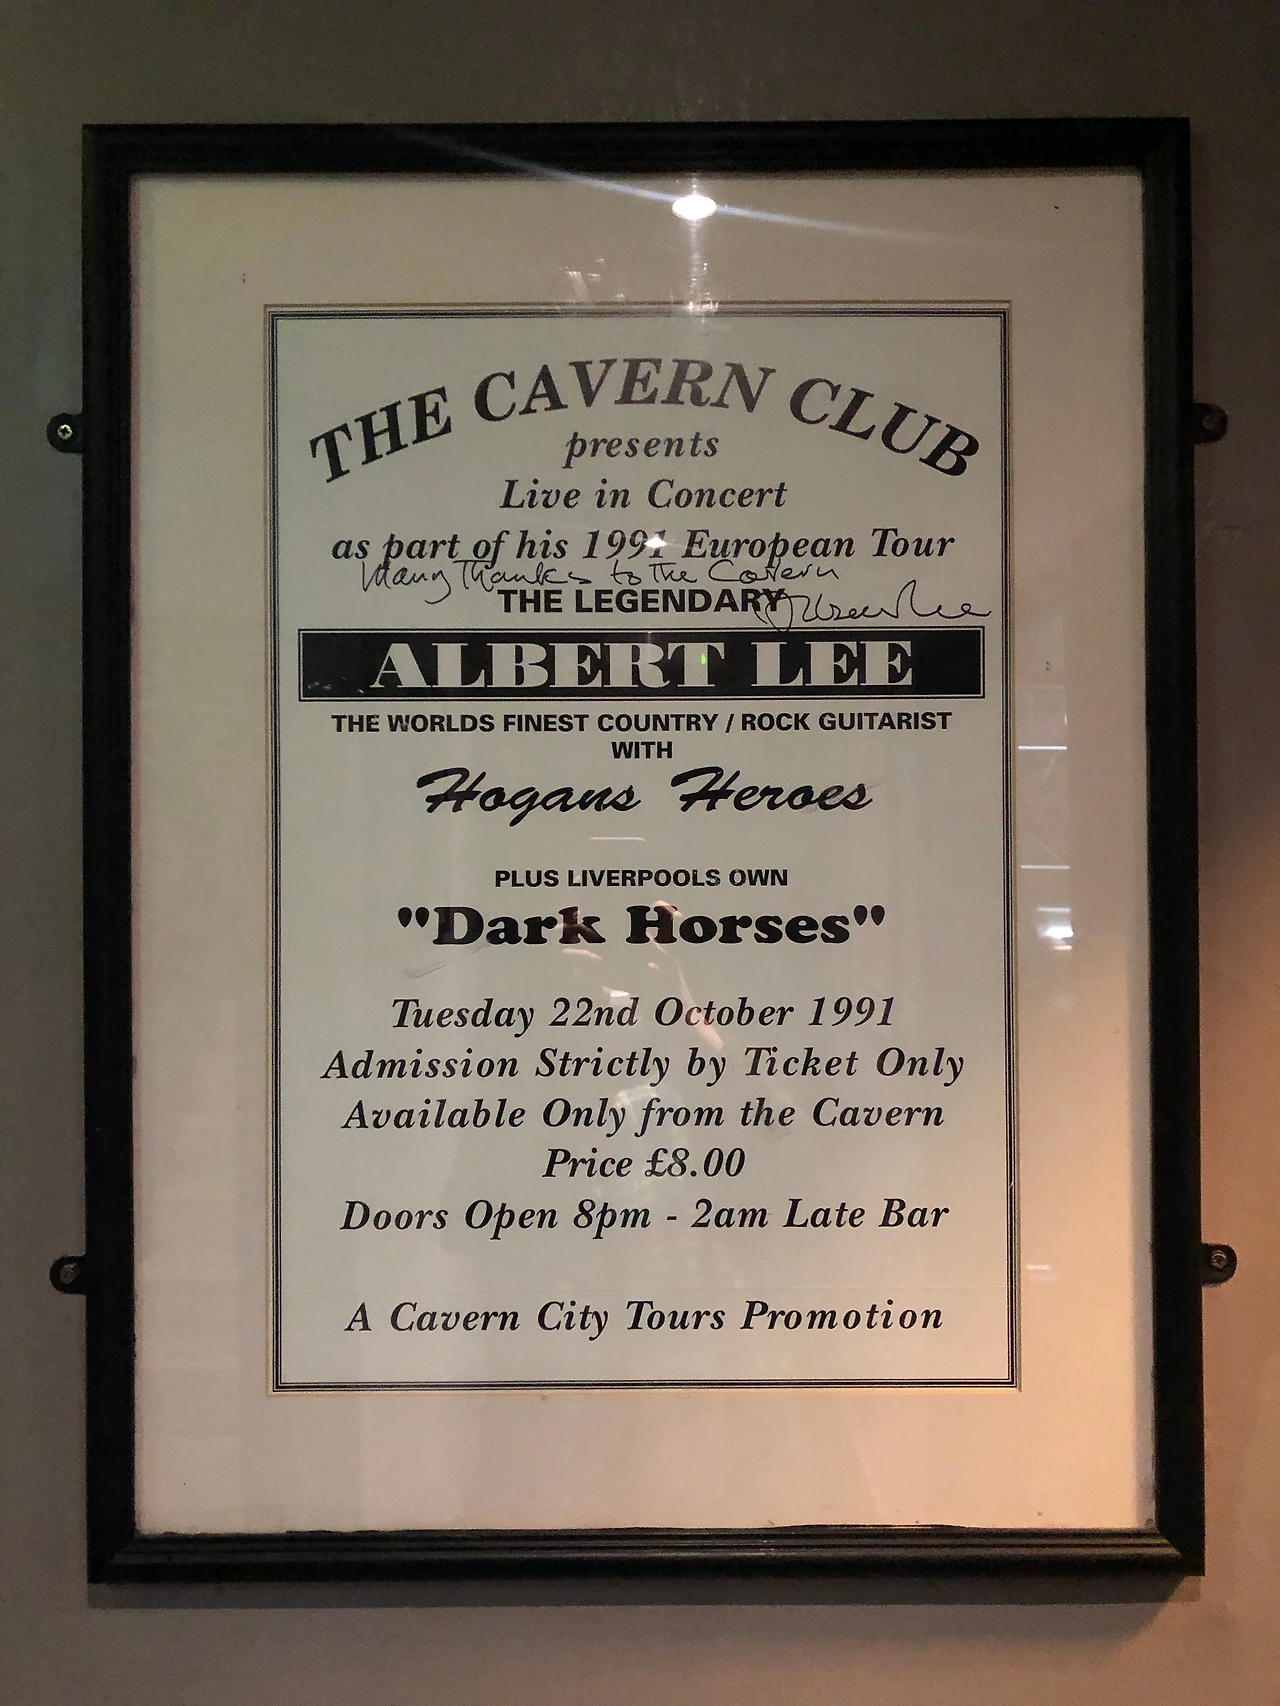 THE CAVERN CLUB
presents
Live in Concert
as part of his 1991 European Tour
Many Thanks to The Cavern
THE LEGENDARY
Albert Lee
ALBERT LEE
THE WORLDS FINEST COUNTRY / ROCK GUITARIST
WITH
Hogans Heroes
PLUS LIVERPOOLS OWN
"Dark Horses"
Tuesday 22nd October 1991
Admission Strictly by Ticket Only
Available Only from the Cavern
Price £8.00
Doors Open 8pm - 2am Late Bar
A Cavern City Tours Promotion